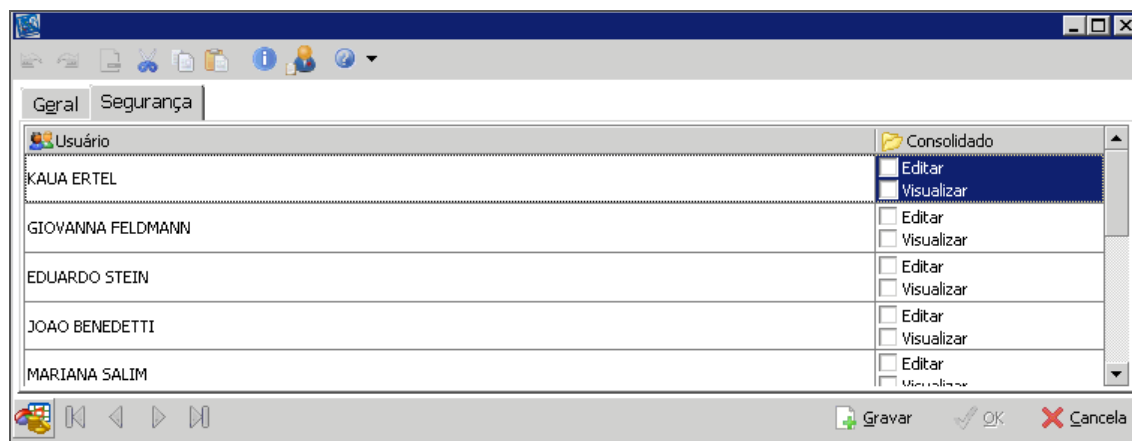 Geral Segurança
Usuário Consolidado
KAUA ERTEL
Editar
Visualizar
GIOVANNA FELDMANN
Editar
Visualizar
EDUARDO STEIN
Editar
Visualizar
JOAO BENEDETTI
Editar
Visualizar
MARIANA SALIM
Editar
Visualizar
Gravar OK Cancela